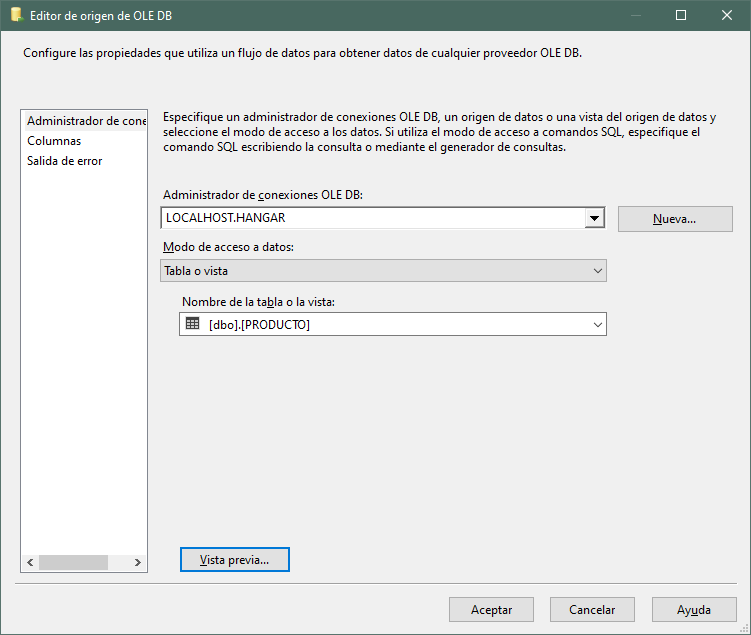 Editor de origen de OLE DB
Configure las propiedades que utiliza un flujo de datos para obtener datos de cualquier proveedor OLE DB.
Administrador de cone
Columnas
Salida de error
Especifique un administrador de conexiones OLE DB, un origen de datos o una vista del origen de datos y
seleccione el modo de acceso a los datos. Si utiliza el modo de acceso a comandos SQL, especifique el
comando SQL escribiendo la consulta o mediante el generador de consultas.
Administrador de conexiones OLE DB:
LOCALHOST.HANGAR
Nueva...
Modo de acceso a datos:
Tabla o vista
Nombre de la tabla o la vista:
[dbo].[PRODUCTO]
Vista previa...
Aceptar
Cancelar
Ayuda